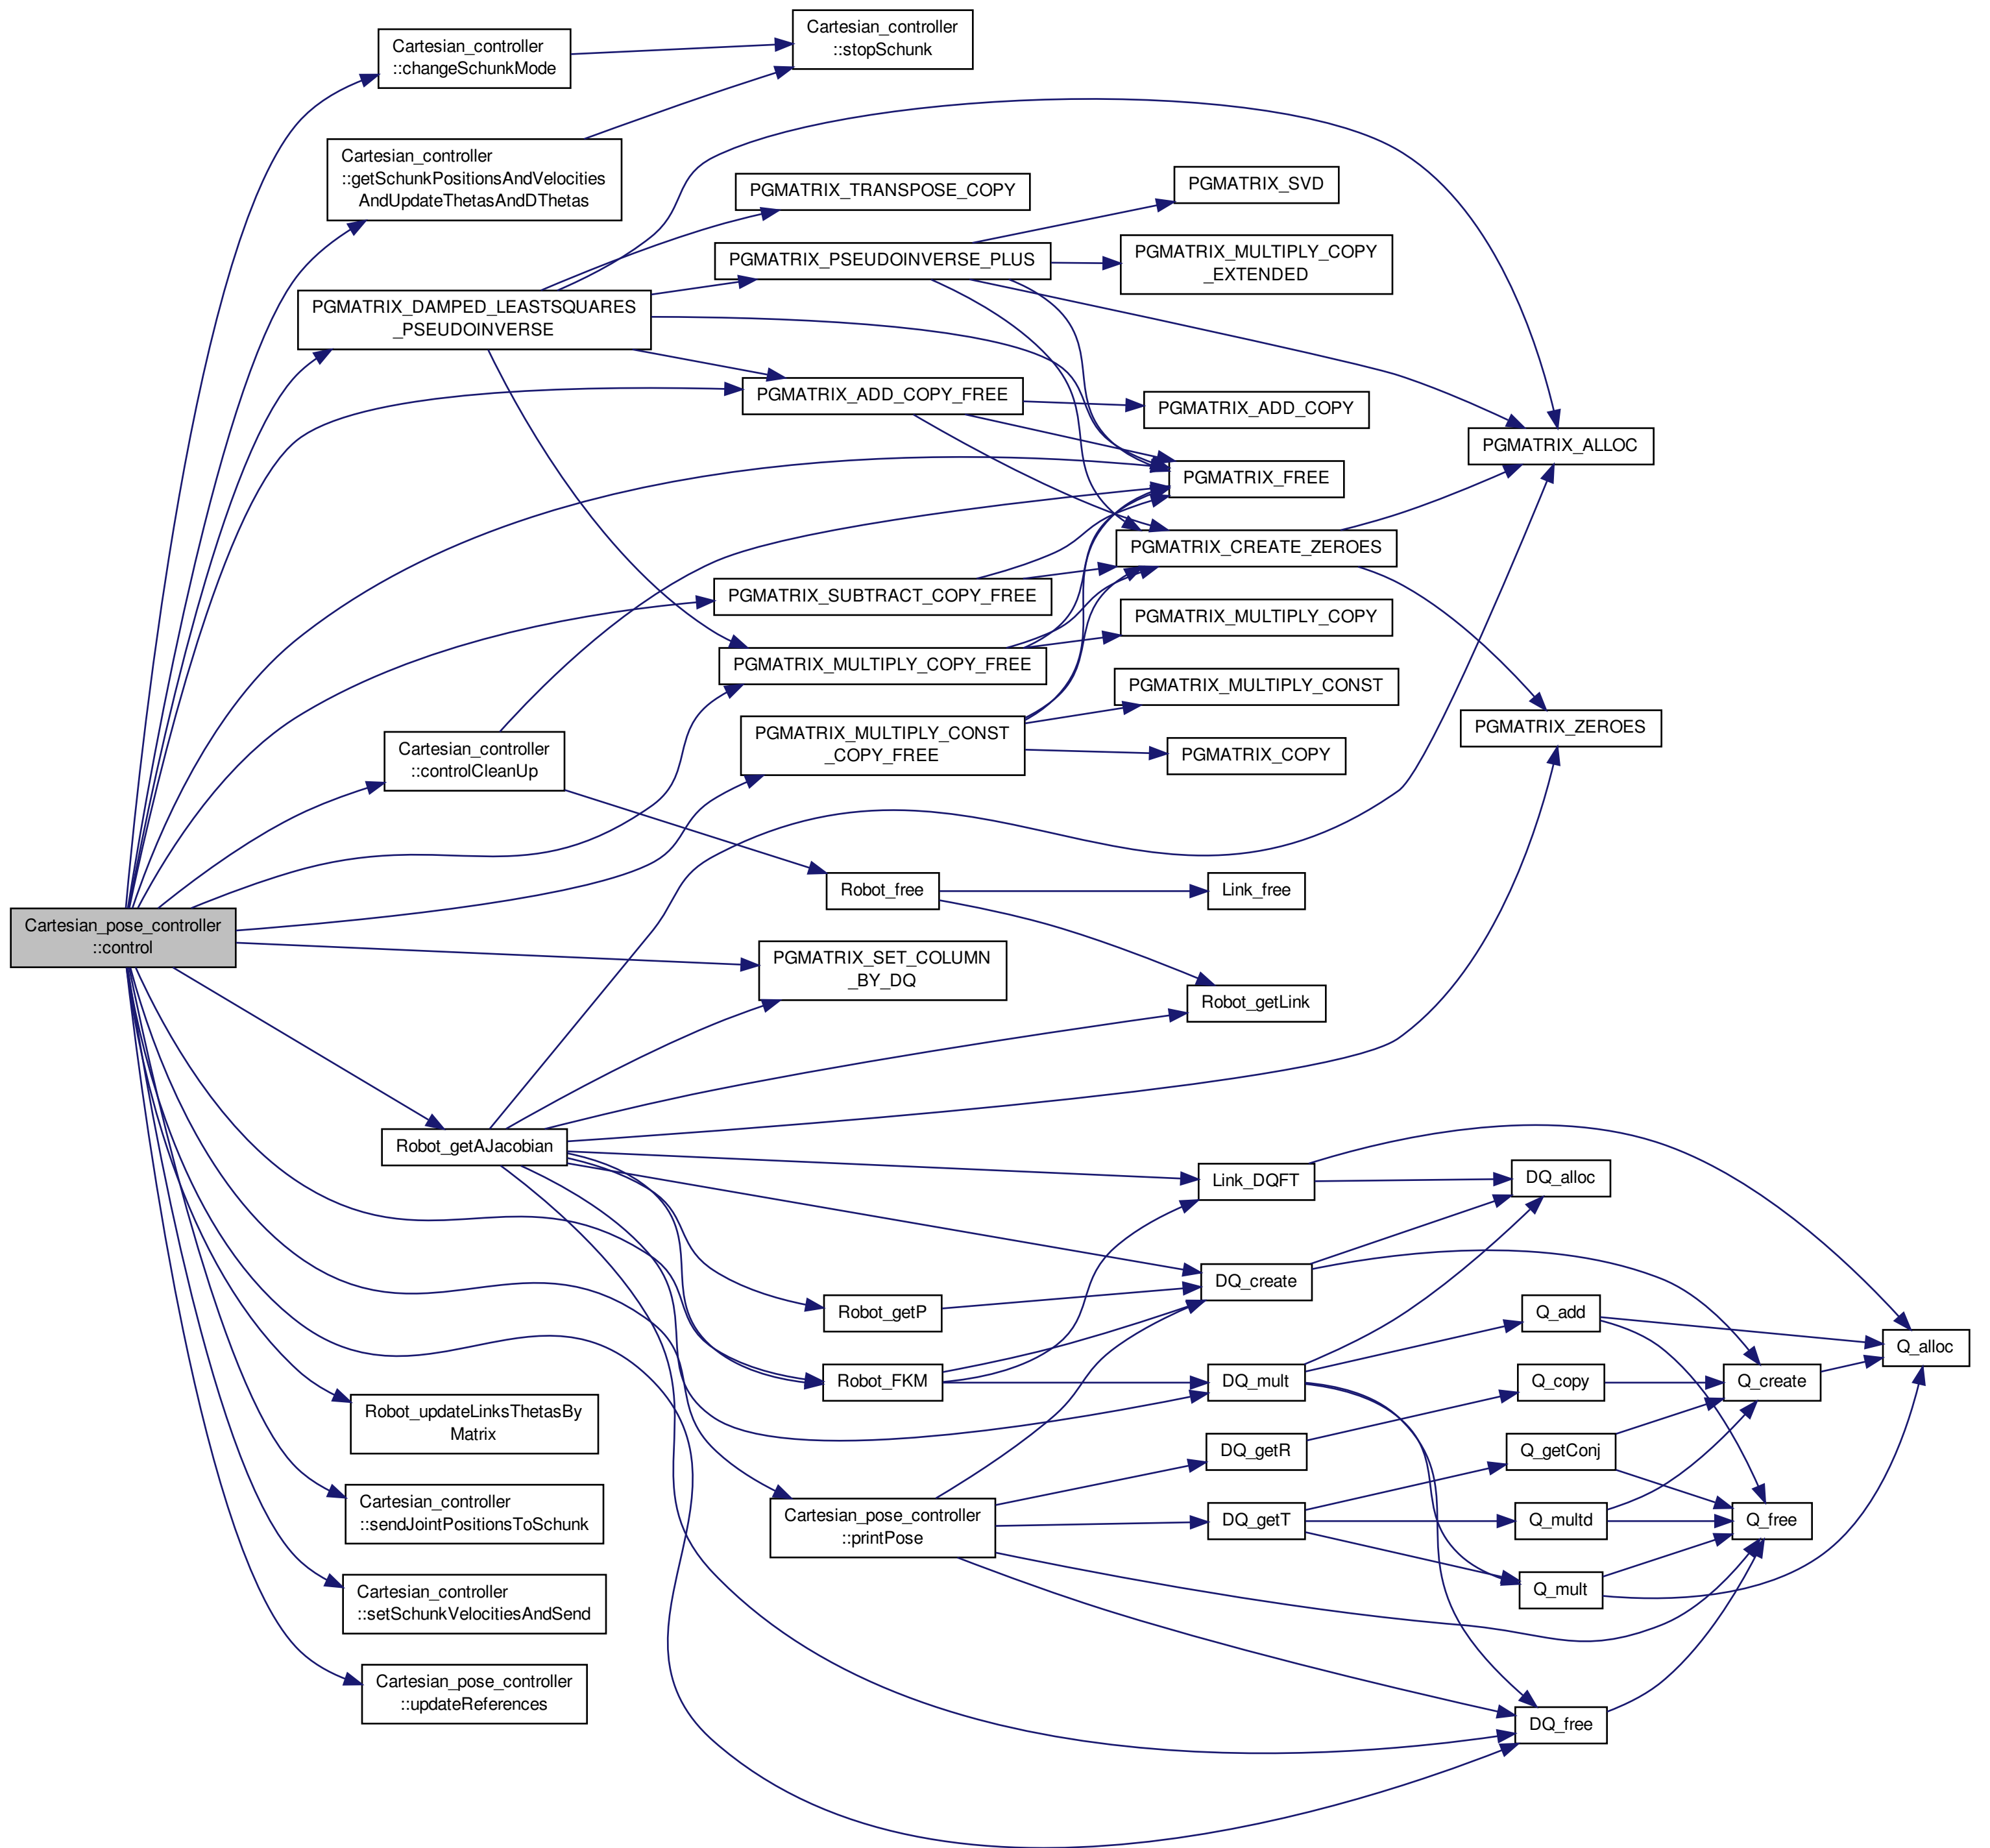 Cartesian_controller
::stopSchunk
Cartesian_controller
::changeSchunkMode
Cartesian_controller
::getSchunkPositionsAndVelocities
AndUpdateThetasAndDThetas
PGMATRIX_TRANSPOSE_COPY
PGMATRIX_SVD
PGMATRIX_PSEUDOINVERSE_PLUS
PGMATRIX_MULTIPLY_COPY
_EXTENDED
PGMATRIX_DAMPED_LEASTSQUARES
_PSEUDOINVERSE
PGMATRIX_ADD_COPY_FREE
PGMATRIX_ADD_COPY
PGMATRIX_ALLOC
PGMATRIX_FREE
PGMATRIX_CREATE_ZEROES
PGMATRIX_SUBTRACT_COPY_FREE
PGMATRIX_MULTIPLY_COPY
PGMATRIX_MULTIPLY_COPY_FREE
PGMATRIX_MULTIPLY_CONST
PGMATRIX_MULTIPLY_CONST
_COPY_FREE
PGMATRIX_COPY
PGMATRIX_ZEROES
Cartesian_controller
::controlCleanUp
Robot_free
Link_free
Cartesian_pose_controller
::control
PGMATRIX_SET_COLUMN
_BY_DQ
Robot_getLink
Robot_getAJacobian
Link_DQFT
DQ_alloc
DQ_create
Robot_getP
Q_add
Q_alloc
Robot_FKM
DQ_mult
Q_copy
Q_create
Robot_updateLinksThetasBy
Matrix
DQ_getR
Q_getConj
Cartesian_controller
::sendJointPositionsToSchunk
Cartesian_pose_controller
::printPose
DQ_getT
Q_multd
Q_free
Cartesian_controller
::setSchunkVelocitiesAndSend
Q_mult
Cartesian_pose_controller
::updateReferences
DQ_free